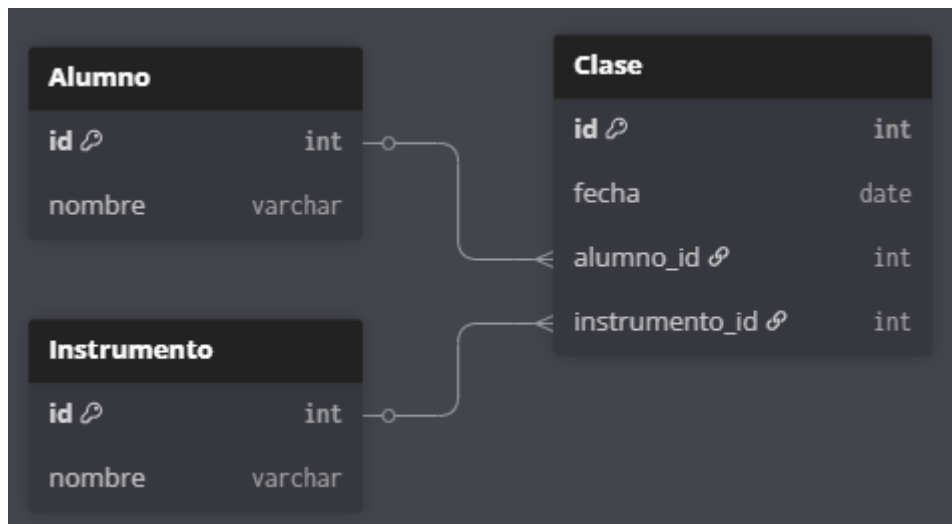 Alumno
id int
nombre varchar
Instrumento
id int
nombre varchar
Clase
id int
fecha date
alumno_id int
instrumento_id int